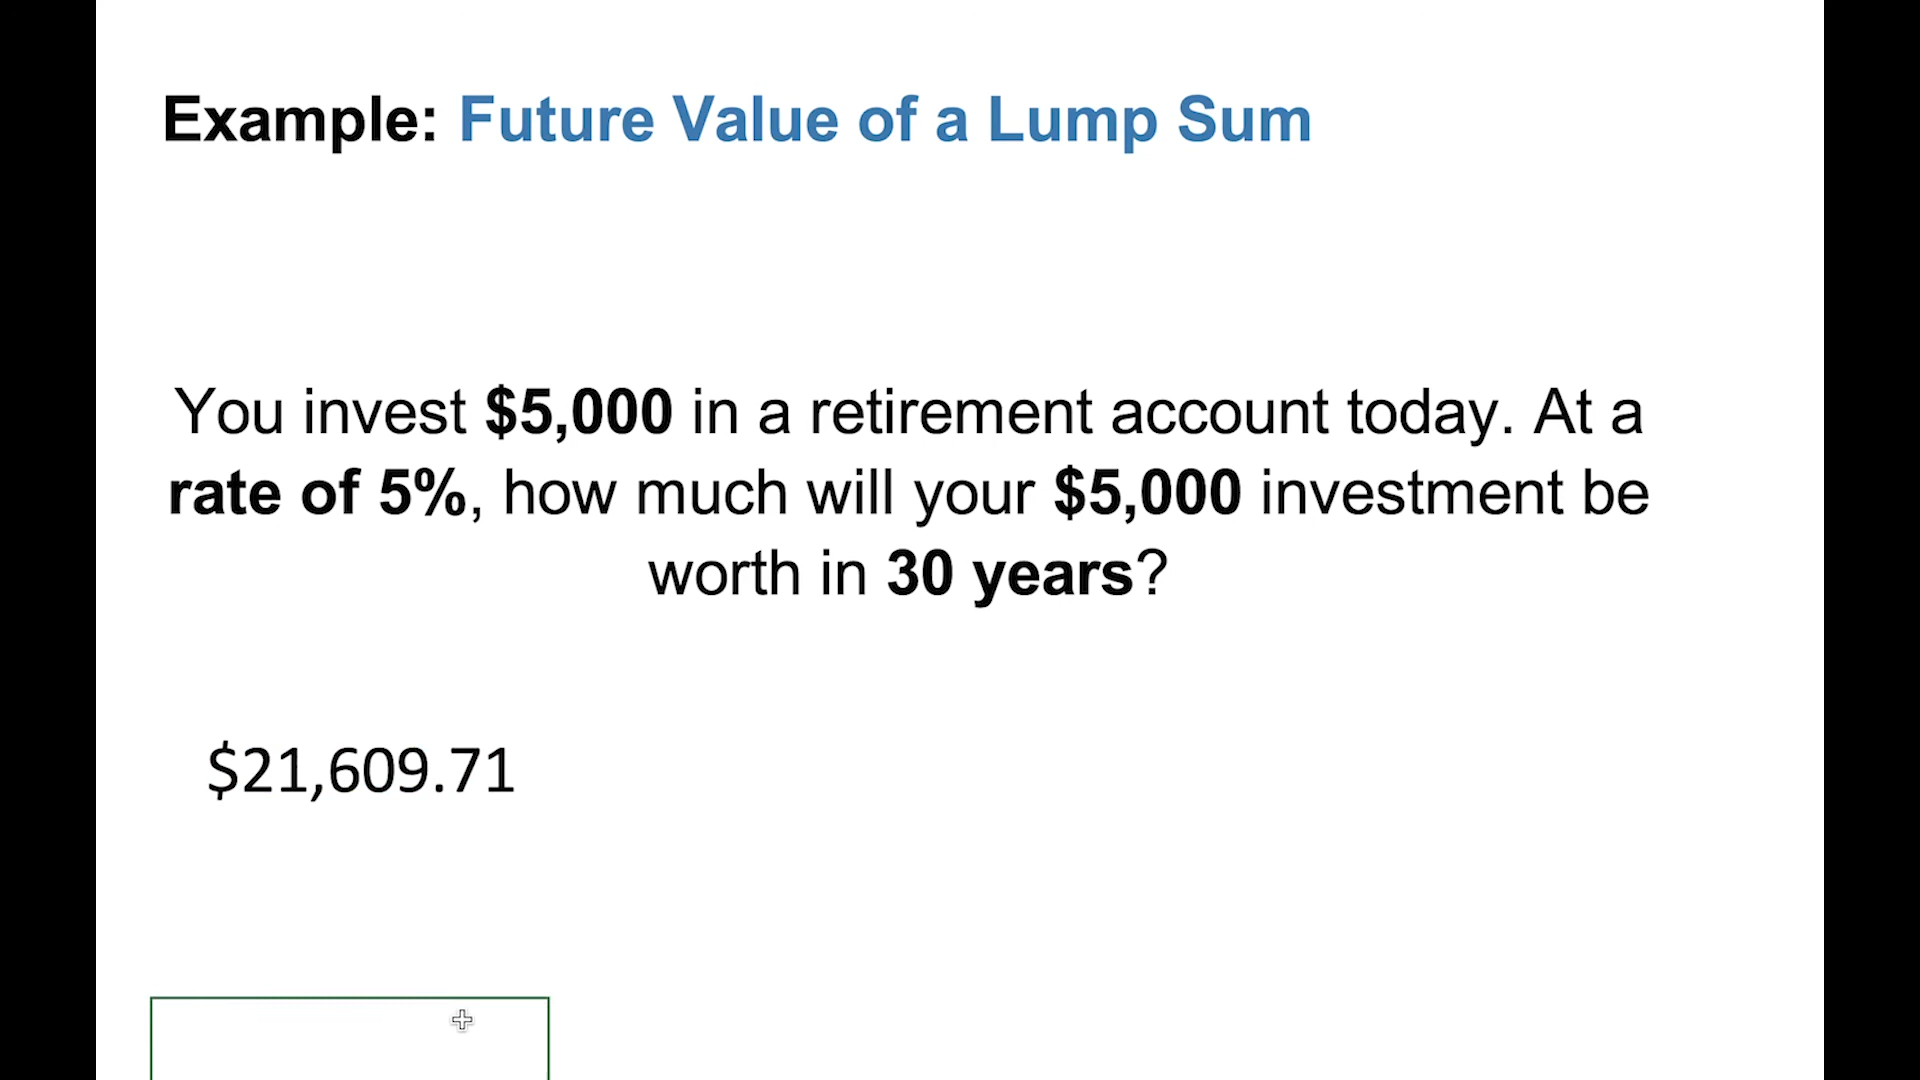 Example: Future Value of a Lump Sum
You invest $5,000 in a retirement account today. At a
rate of 5%, how much will your $5,000 investment be
worth in 30 years?
$21,609.71